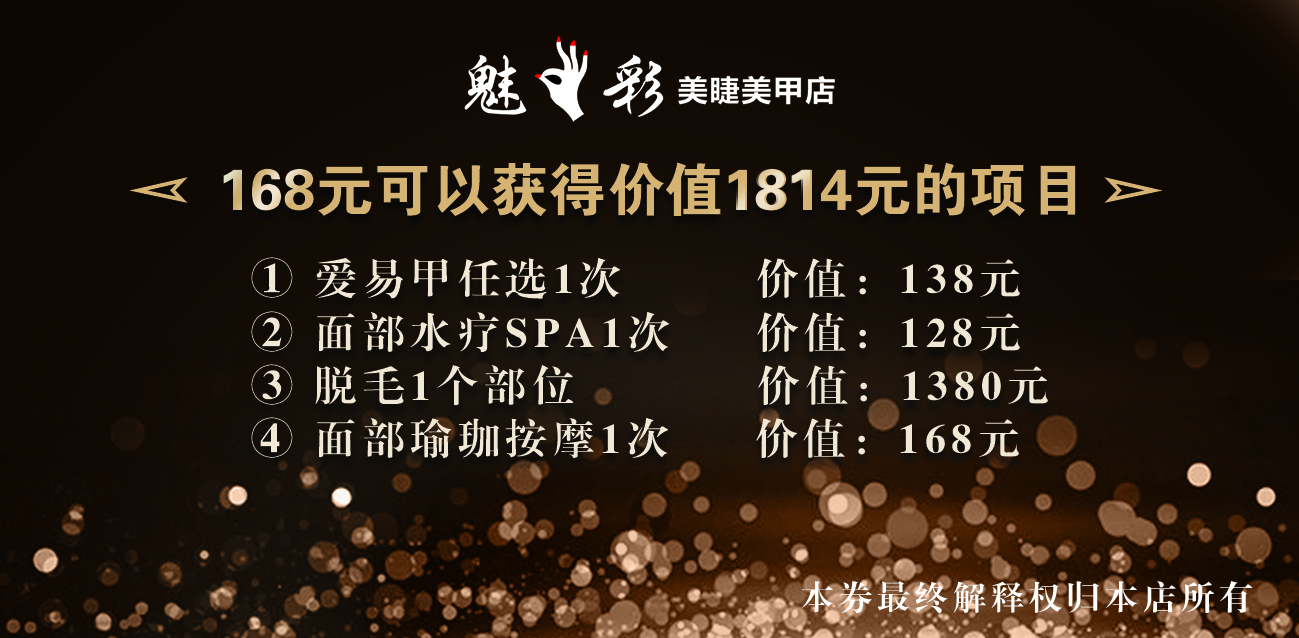 魅彩 美睫美甲店
168元可以获得价值1814元的项目
① 爱易甲任选1次 价值：138元
② 面部水疗SPA1次 价值：128元
③ 脱毛1个部位 价值：1380元
④ 面部瑜珈按摩1次 价值：168元
本券最终解释权归本店所有